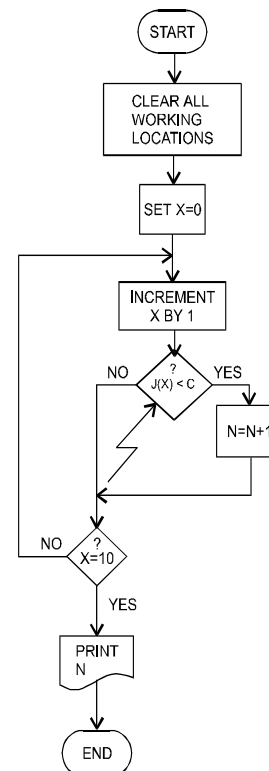 START
CLEAR ALL
WORKING
LOCATIONS
SET X=0
INCREMENT
X BY 1
?
J(X) < C
NO
YES
N=N+1
?
X=10
NO
YES
PRINT
N
END